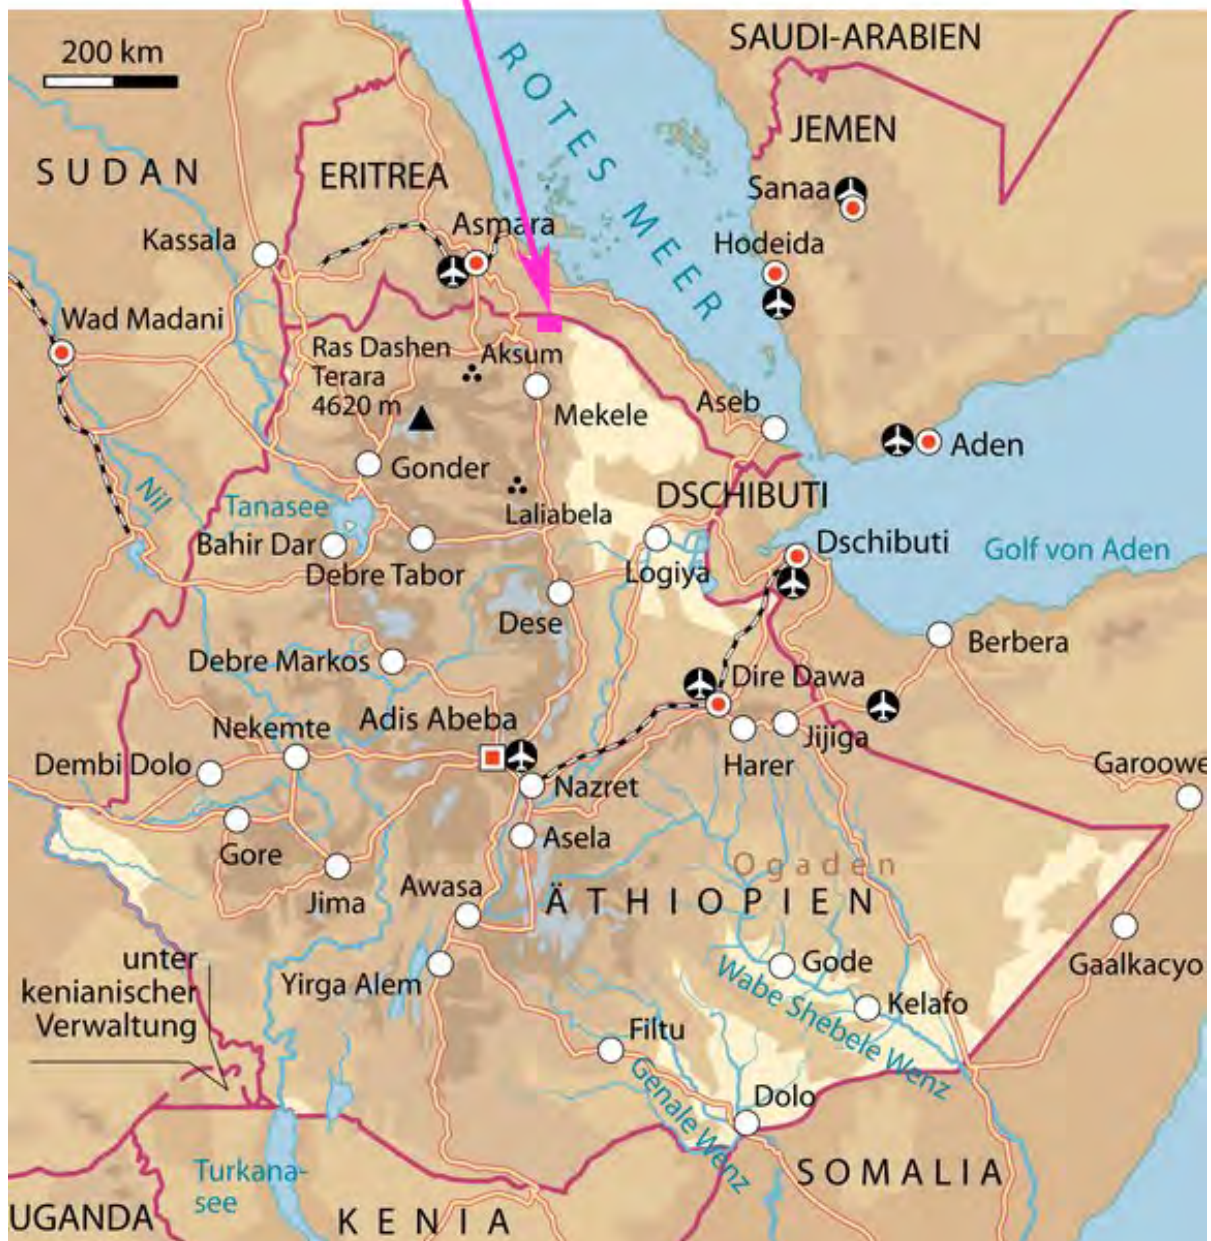 200 km
SAUDI-ARABIEN
ROTES MEER
JEMEN
SUDAN
ERITREA
Sanaa
Asmara
Kassala
Hodeida
Wad Madani
Ras Dashen
Terara
4620 m
Aksum
Mekele
Aseb
Aden
Gonder
Nil
Tanasee
Laliabela
DSCHIBUTI
Bahir Dar
Debre Tabor
Logiya
Dschibuti
Golf von Aden
Dese
Berbera
Debre Markos
Dire Dawa
Adis Abeba
Nekemte
Jijiga
Dembi Dolo
Harer
Garoowe
Nazret
Gore
Asela
Ogaden
Jima
Awasa
ÄTHIOPIEN
unter
kenianischer
Verwaltung
Yirga Alem
Gode
Gaalkacyo
Kelafo
Wabe Shebele Wenz
Filtu
Genale Wenz
Dolo
Turkana-
see
SOMALIA
UGANDA
KENIA